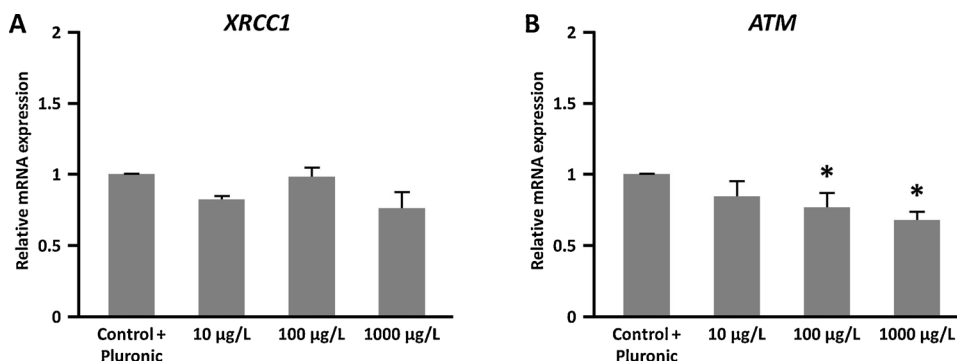 A
XRCC1
Relative mRNA expression
2
1.5
1
0.5
0
Control +
Pluronic
10 µg/L
100 µg/L
1000 µg/L
B
ATM
Relative mRNA expression
2
1.5
1
0.5
0
*
*
Control +
Pluronic
10 µg/L
100 µg/L
1000 µg/L